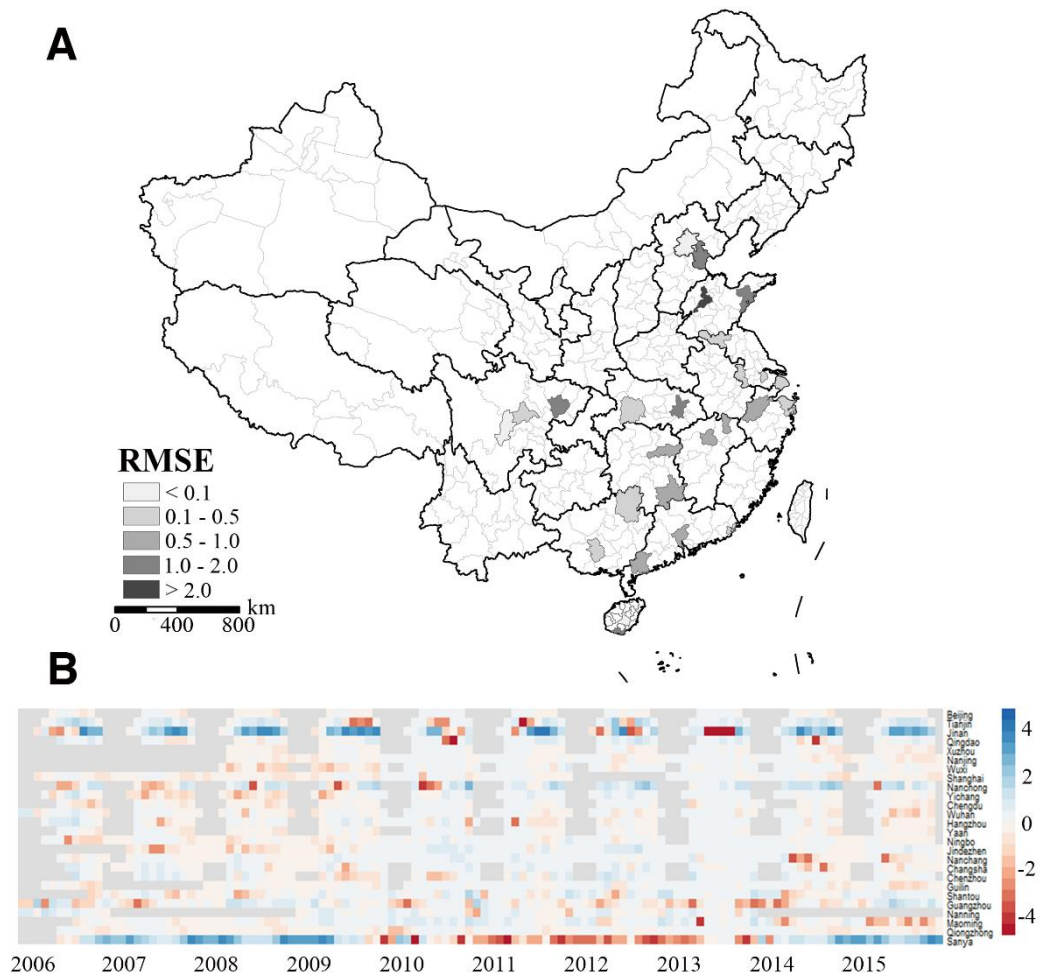 A
RMSE
< 0.1
0.1 - 0.5
0.5 - 1.0
1.0 - 2.0
> 2.0
km
0 400 800
B
Beijing
Tianjin
Jinan
Qingdao
Xuzhou
Nanjing
Wuxi
Shanghai
Nanchong
Yichang
Chengdu
Wuhan
Hangzhou
Yaan
Ningbo
Jindezhen
Nanchang
Changsha
Chenzhou
Guilin
Shantou
Guangzhou
Nanning
Maoming
Qiongzhong
Sanya
4
2
0
-2
-4
2006 2007 2008 2009 2010 2011 2012 2013 2014 2015